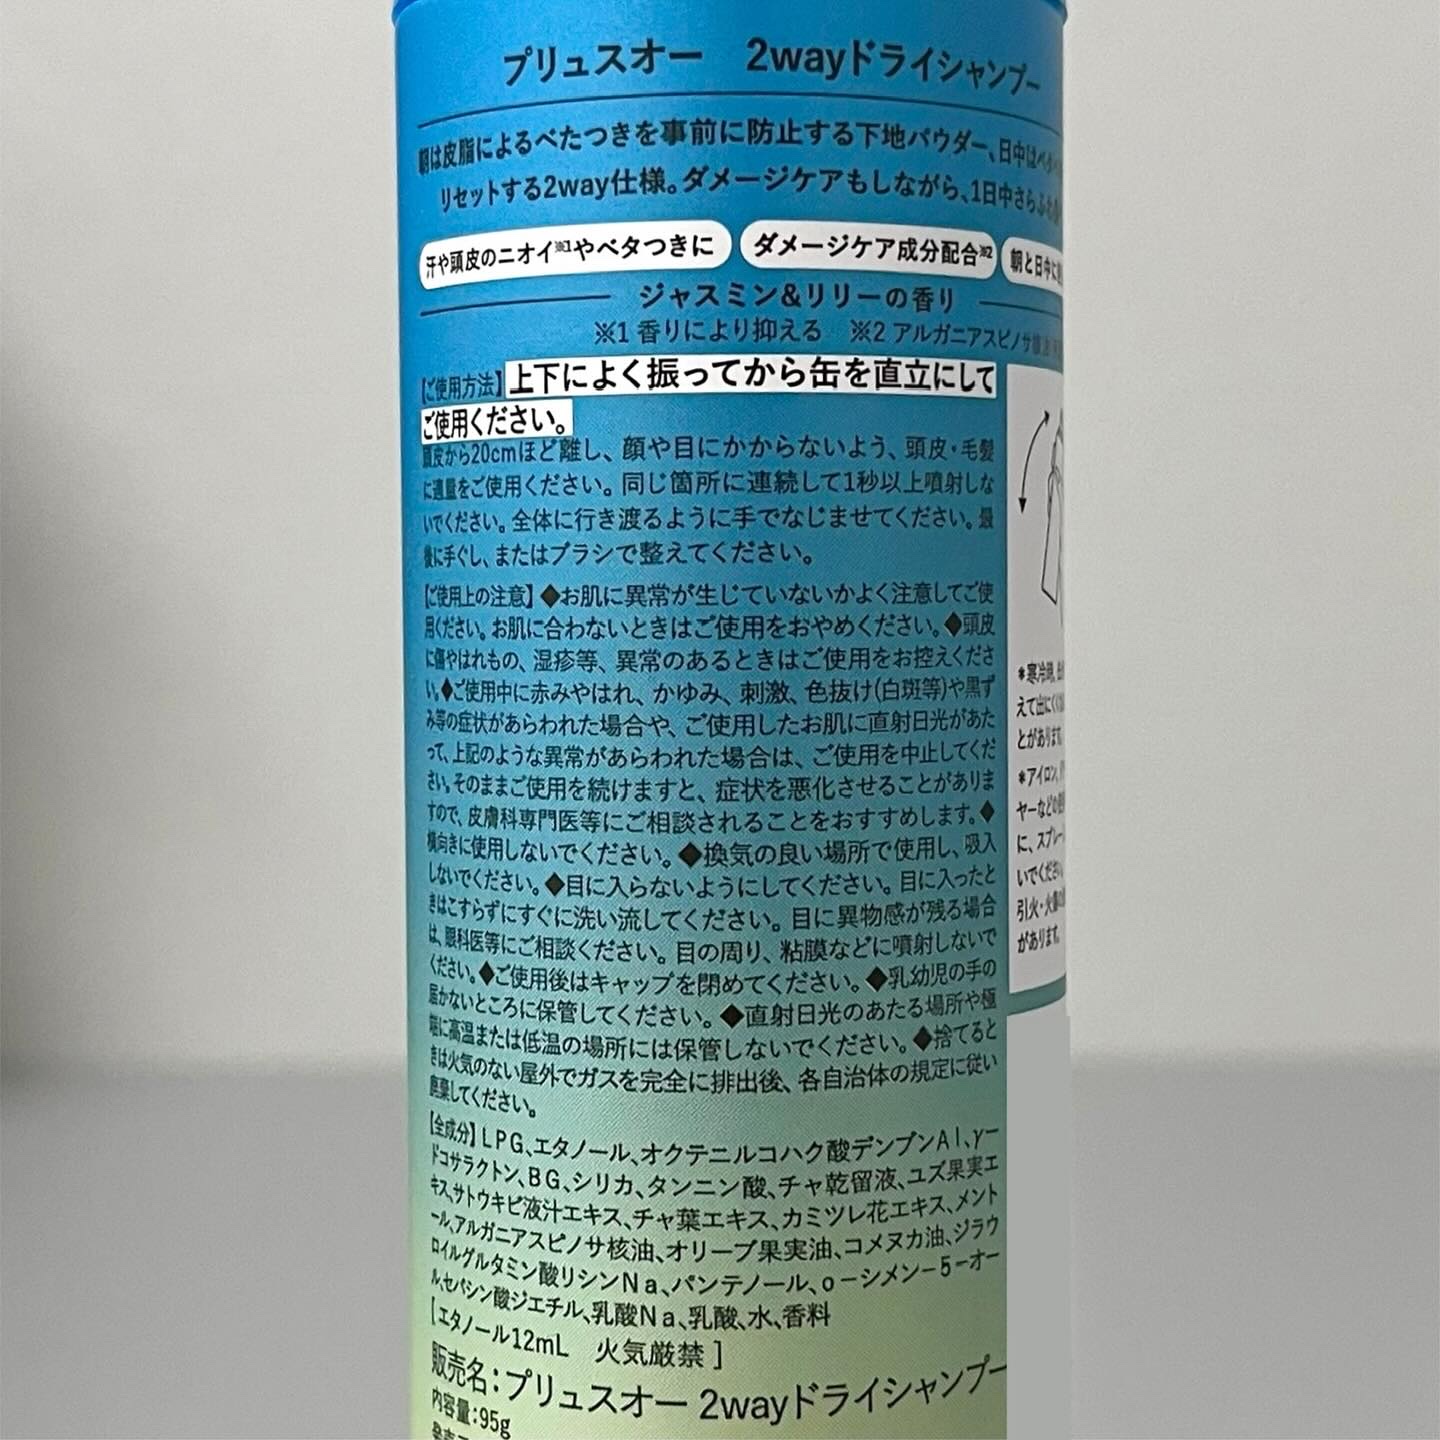 プリュスオー　2wayドライシャンプー
朝は皮脂によるべたつきを事前に防止する下地パウダー、日中は
リセットする2way仕様。ダメージケアもしながら、1日中さらふわ
汗や頭皮のニオイ※1やベタつきに
ダメージケア成分配合※2
朝と日中に
ジャスミン&リリーの香り
※1 香りにより抑える　※2 アルガニアスピノサ核油
【ご使用方法】上下によく振ってから缶を直立にして
ご使用ください。
頭皮から20cmほど離し、顔や目にかからないよう、頭皮・毛髪
に適量をご使用ください。同じ箇所に連続して1秒以上噴射しな
いでください。全体に行き渡るように手でなじませてください。最
後に手ぐし、またはブラシで整えてください。
【ご使用上の注意】◆お肌に異常が生じていないかよく注意してご使
用ください。お肌に合わないときはご使用をおやめください。◆頭皮
に傷やはれもの、湿疹等、異常のあるときはご使用をお控えくださ
い。◆ご使用中に赤みやはれ、かゆみ、刺激、色抜け(白斑等)や黒ず
み等の症状があらわれた場合や、ご使用したお肌に直射日光があた
って、上記のような異常があらわれた場合は、ご使用を中止してくだ
さい。そのままご使用を続けますと、症状を悪化させることがありま
すので、皮膚科専門医等にご相談されることをおすすめします。◆
横向きに使用しないでください。◆換気の良い場所で使用し、吸入
しないでください。◆目に入らないようにしてください。目に入ったと
きはこすらずにすぐに洗い流してください。目に異物感が残る場合
は、眼科医等にご相談ください。目の周り、粘膜などに噴射しないで
ください。◆ご使用後はキャップを閉めてください。◆乳幼児の手の
届かないところに保管してください。◆直射日光のあたる場所や極
端に高温または低温の場所には保管しないでください。◆捨てると
きは火気のない屋外でガスを完全に排出後、各自治体の規定に従い
廃棄してください。
【全成分】LPG、エタノール、オクテニルコハク酸デンプンAl、γー
ドコサラクトン、BG、シリカ、タンニン酸、チャ乾留液、ユズ果実エ
キス、サトウキビ液汁エキス、チャ葉エキス、カミツレ花エキス、メント
ール、アルガニアスピノサ核油、オリーブ果実油、コメヌカ油、ジラウ
ロイルグルタミン酸リシンNa、パンテノール、oーシメンー5ーオー
ル、セバシン酸ジエチル、乳酸Na、乳酸、水、香料
[エタノール12mL　火気厳禁]
販売名：プリュスオー 2wayドライシャンプー
内容量：95g
*寒冷時、
えて出にくく
とがあります。
*アイロン、
ヤーなどの
に、スプレー
いでください。
引火・火傷の
があります。